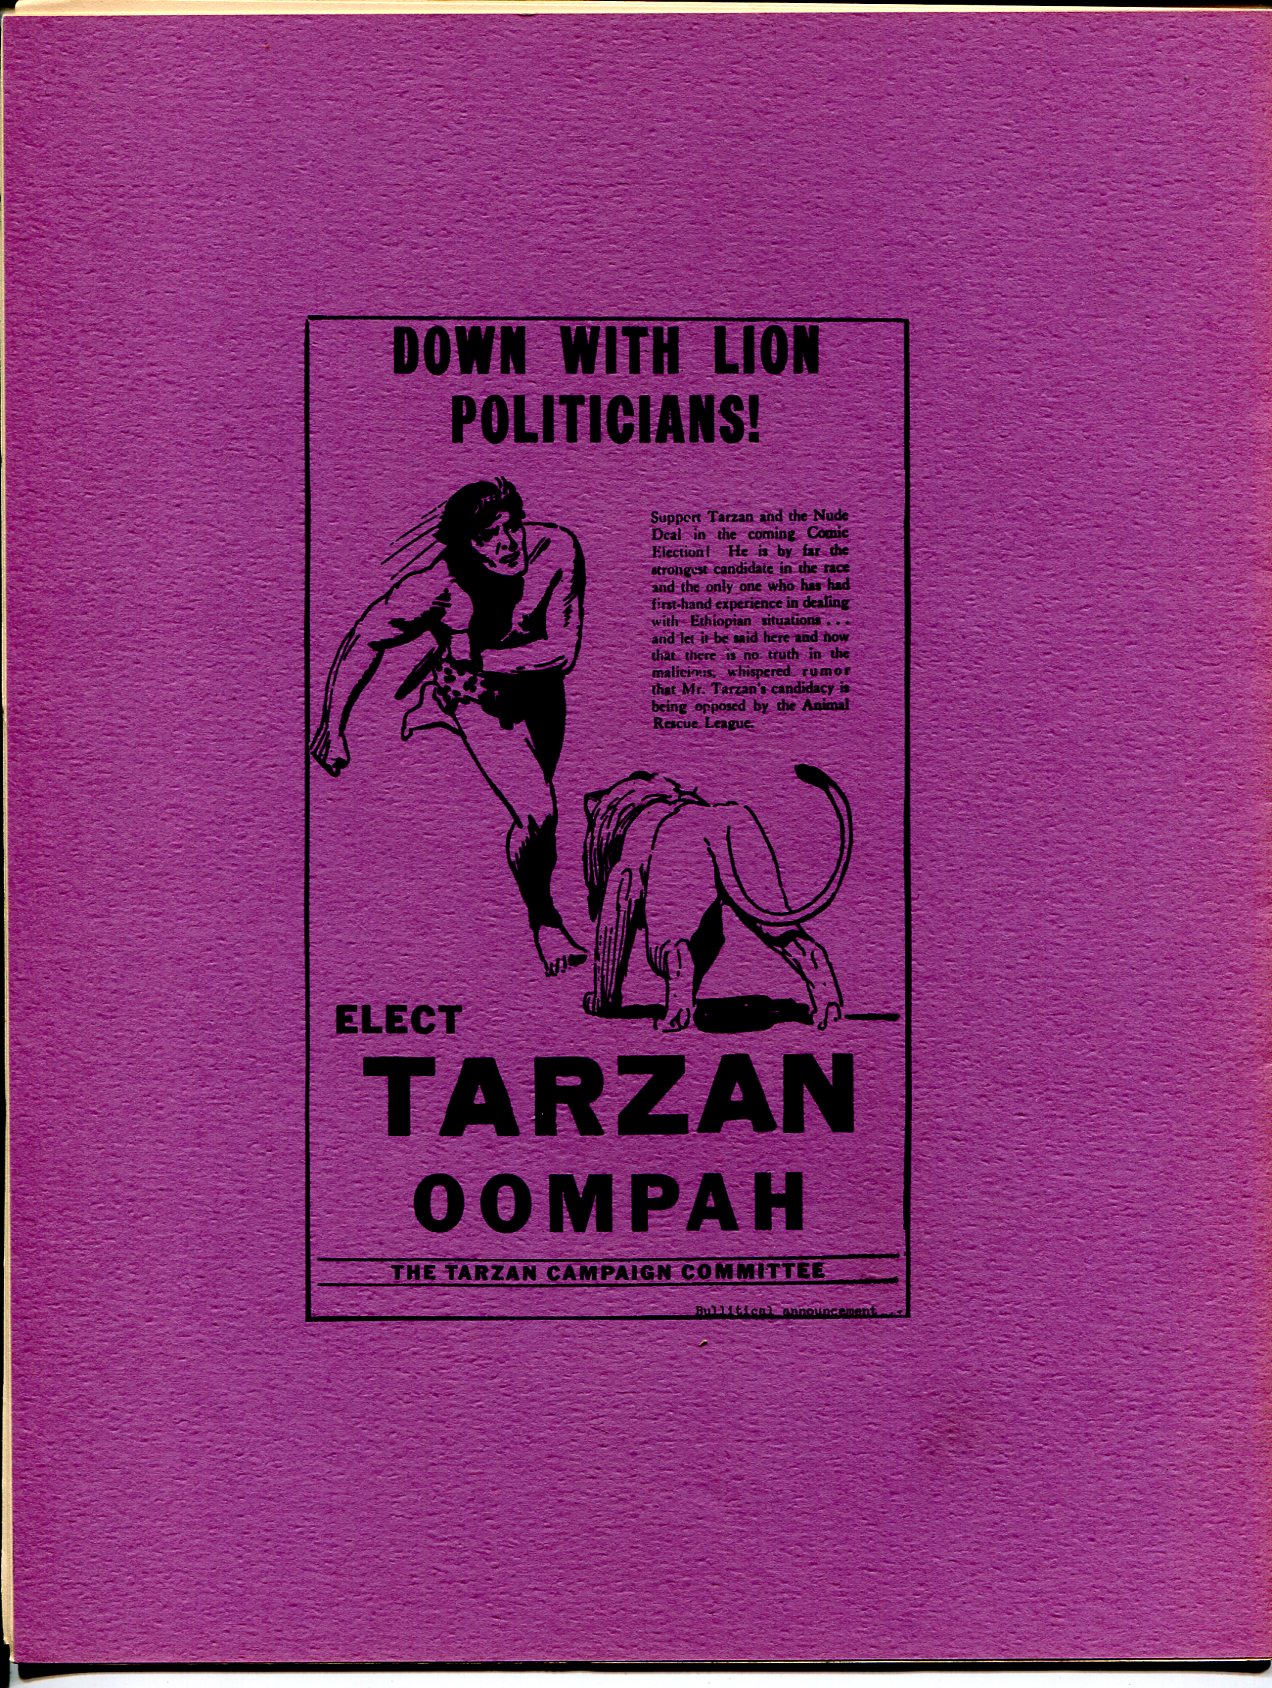 DOWN WITH LION
POLITICIANS!
Support Tarzan and the Nude
Deal in the coming Comic
Election! He is by far the
strongest candidate in the race
and the only one who has had
first-hand experience in dealing
with Ethiopian situations . . .
and let it be said here and now
that there is no truth in the
malicious, whispered rumor
that Mr. Tarzan's candidacy is
being opposed by the Animal
Rescue League.
ELECT
TARZAN
OOMPAH
THE TARZAN CAMPAIGN COMMITTEE
Bullitical announcement...